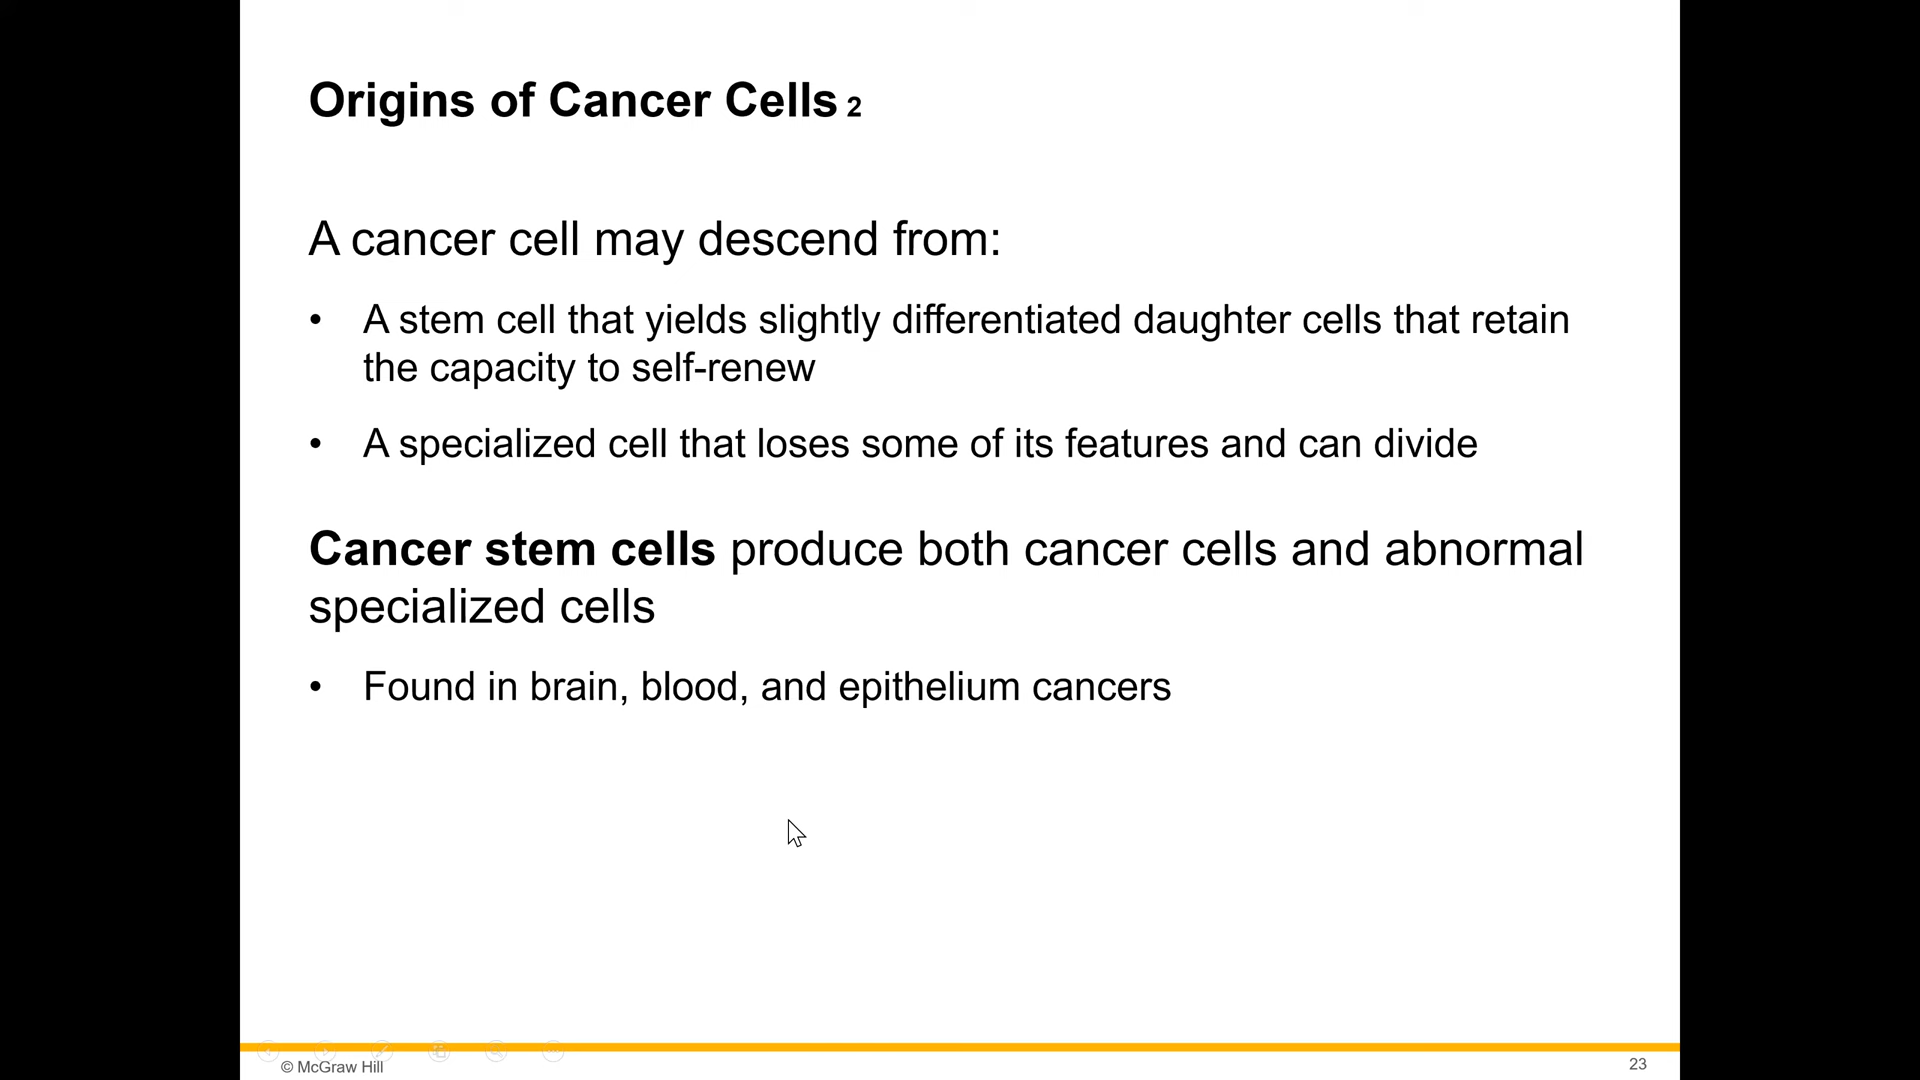 Origins of Cancer Cells 2
A cancer cell may descend from:
• A stem cell that yields slightly differentiated daughter cells that retain
the capacity to self-renew
• A specialized cell that loses some of its features and can divide
Cancer stem cells produce both cancer cells and abnormal
specialized cells
• Found in brain, blood, and epithelium cancers
© McGraw Hill
23